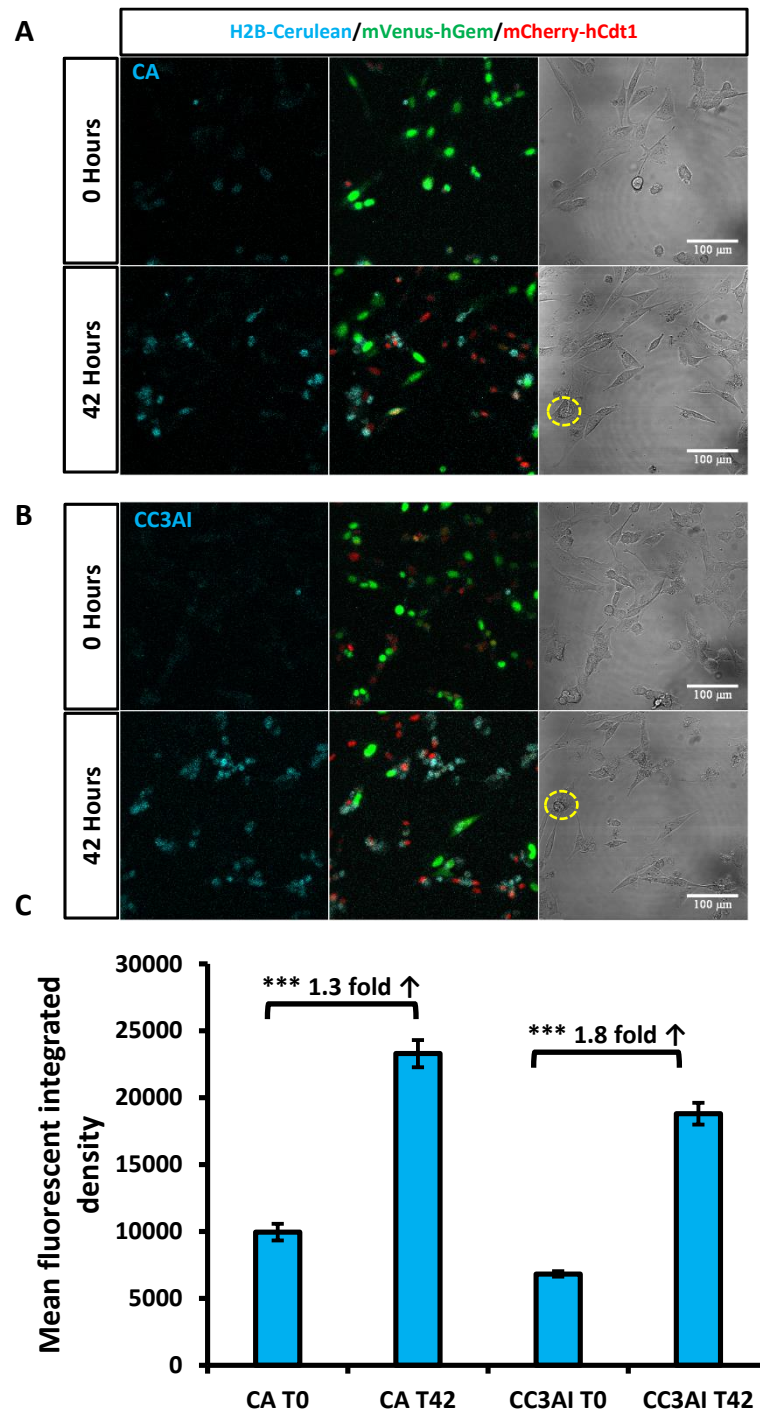 A
H2B-Cerulean/mVenus-hGem/mCherry-hCdt1
CA
0 Hours
100 µm
42 Hours
100 µm
B
CC3AI
0 Hours
100 µm
42 Hours
100 µm
C
Mean fluorescent integrated
density
30000
25000
20000
15000
10000
5000
0
*** 1.3 fold ↑
*** 1.8 fold ↑
CA T0
CA T42
CC3AI T0
CC3AI T42